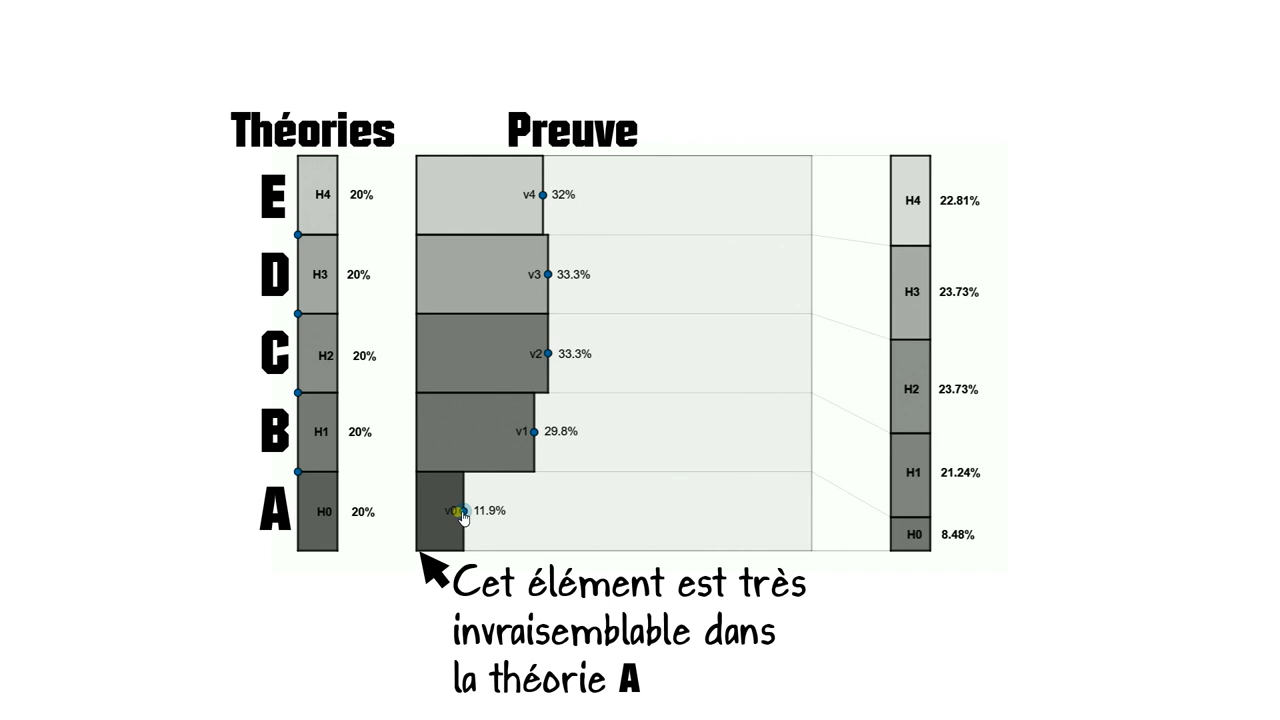 Théories Preuve
E H4 20% v4 32% H4 22.81%
D H3 20% v3 33.3% H3 23.73%
C H2 20% v2 33.3% H2 23.73%
B H1 20% v1 29.8% H1 21.24%
A H0 20% v0 11.9% H0 8.48%
Cet élément est très
invraisemblable dans
la théorie A